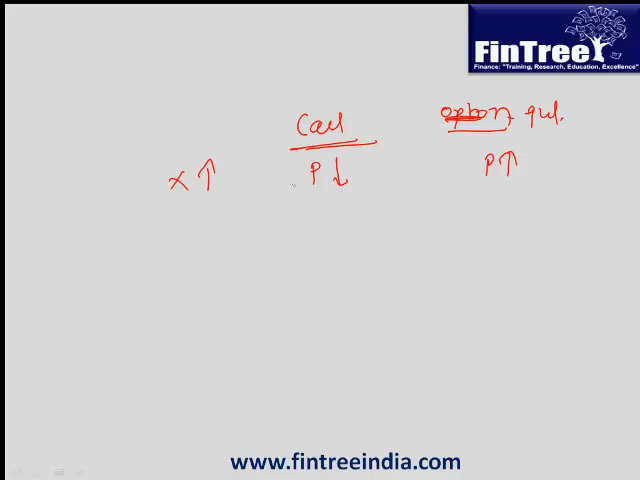 FinTree
Finance: "Training, Research, Education, Excellence"
Call option put.
X ↑ P ↓ P ↑
www.fintreeindia.com